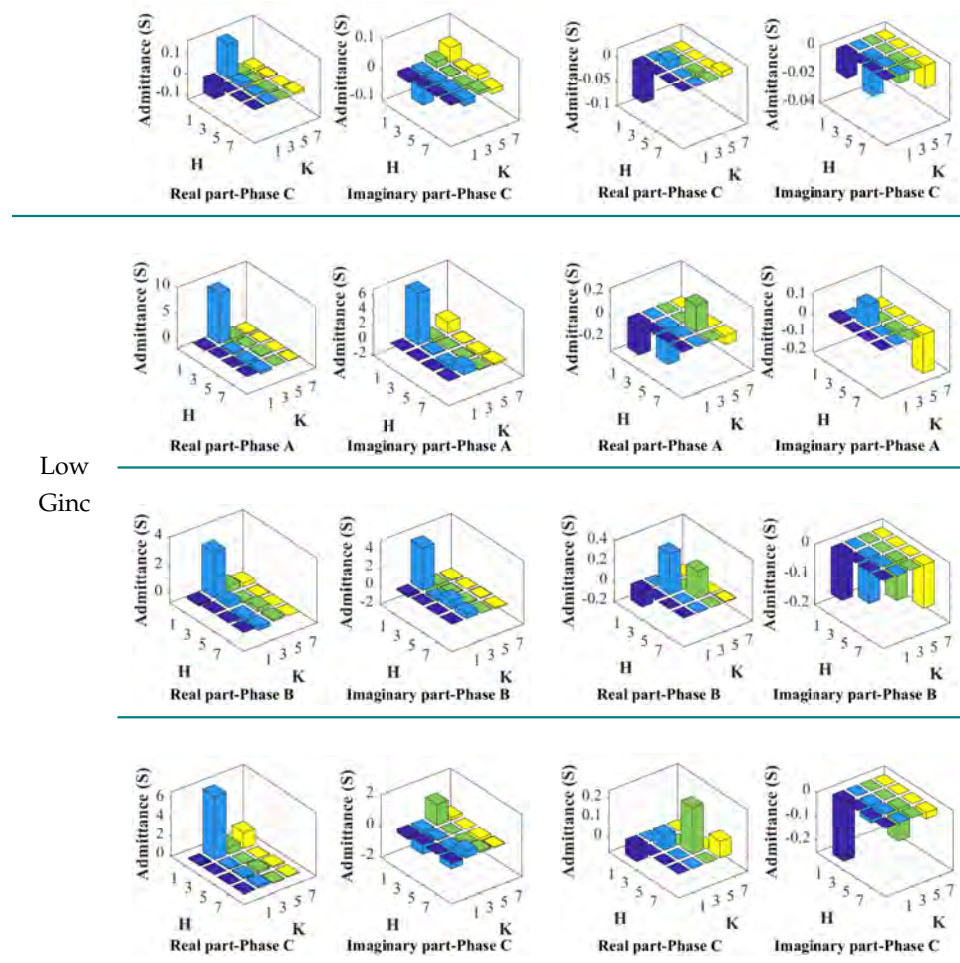 Admittance (S) 0.1 0 -0.1 Admittance (S) 0.1 0 -0.1 Admittance (S) 0 -0.05 -0.1 Admittance (S) 0 -0.02 -0.04
1 3 5 7 1 3 5 7 1 3 5 7 1 3 5 7 1 3 5 7 1 3 5 7 1 3 5 7 1 3 5 7
H K H K H K H K
Real part-Phase C Imaginary part-Phase C Real part-Phase C Imaginary part-Phase C
Admittance (S) 10 5 0 Admittance (S) 6 4 2 0 -2 Admittance (S) 0.2 0 -0.2 Admittance (S) 0.1 0 -0.1 -0.2
1 3 5 7 1 3 5 7 1 3 5 7 1 3 5 7 1 3 5 7 1 3 5 7 1 3 5 7 1 3 5 7
H K H K H K H K
Real part-Phase A Imaginary part-Phase A Real part-Phase A Imaginary part-Phase A
Low
Ginc
Admittance (S) 4 2 0 Admittance (S) 4 2 0 -2 Admittance (S) 0.4 0.2 0 -0.2 Admittance (S) 0 -0.1 -0.2
1 3 5 7 1 3 5 7 1 3 5 7 1 3 5 7 1 3 5 7 1 3 5 7 1 3 5 7 1 3 5 7
H K H K H K H K
Real part-Phase B Imaginary part-Phase B Real part-Phase B Imaginary part-Phase B
Admittance (S) 6 4 2 0 Admittance (S) 2 0 -2 Admittance (S) 0.2 0.1 0 Admittance (S) 0 -0.1 -0.2
1 3 5 7 1 3 5 7 1 3 5 7 1 3 5 7 1 3 5 7 1 3 5 7 1 3 5 7 1 3 5 7
H K H K H K H K
Real part-Phase C Imaginary part-Phase C Real part-Phase C Imaginary part-Phase C